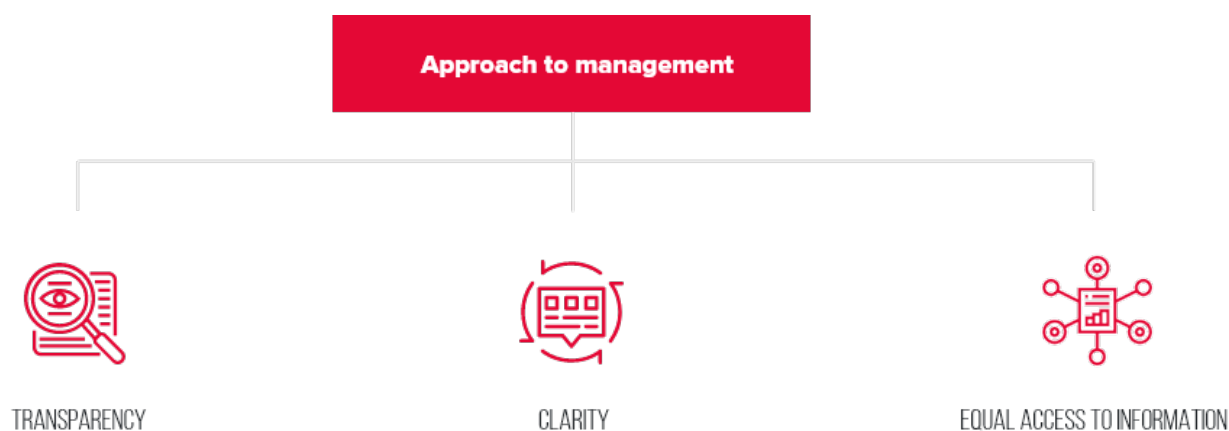 Approach to management
TRANSPARENCY
CLARITY
EQUAL ACCESS TO INFORMATION